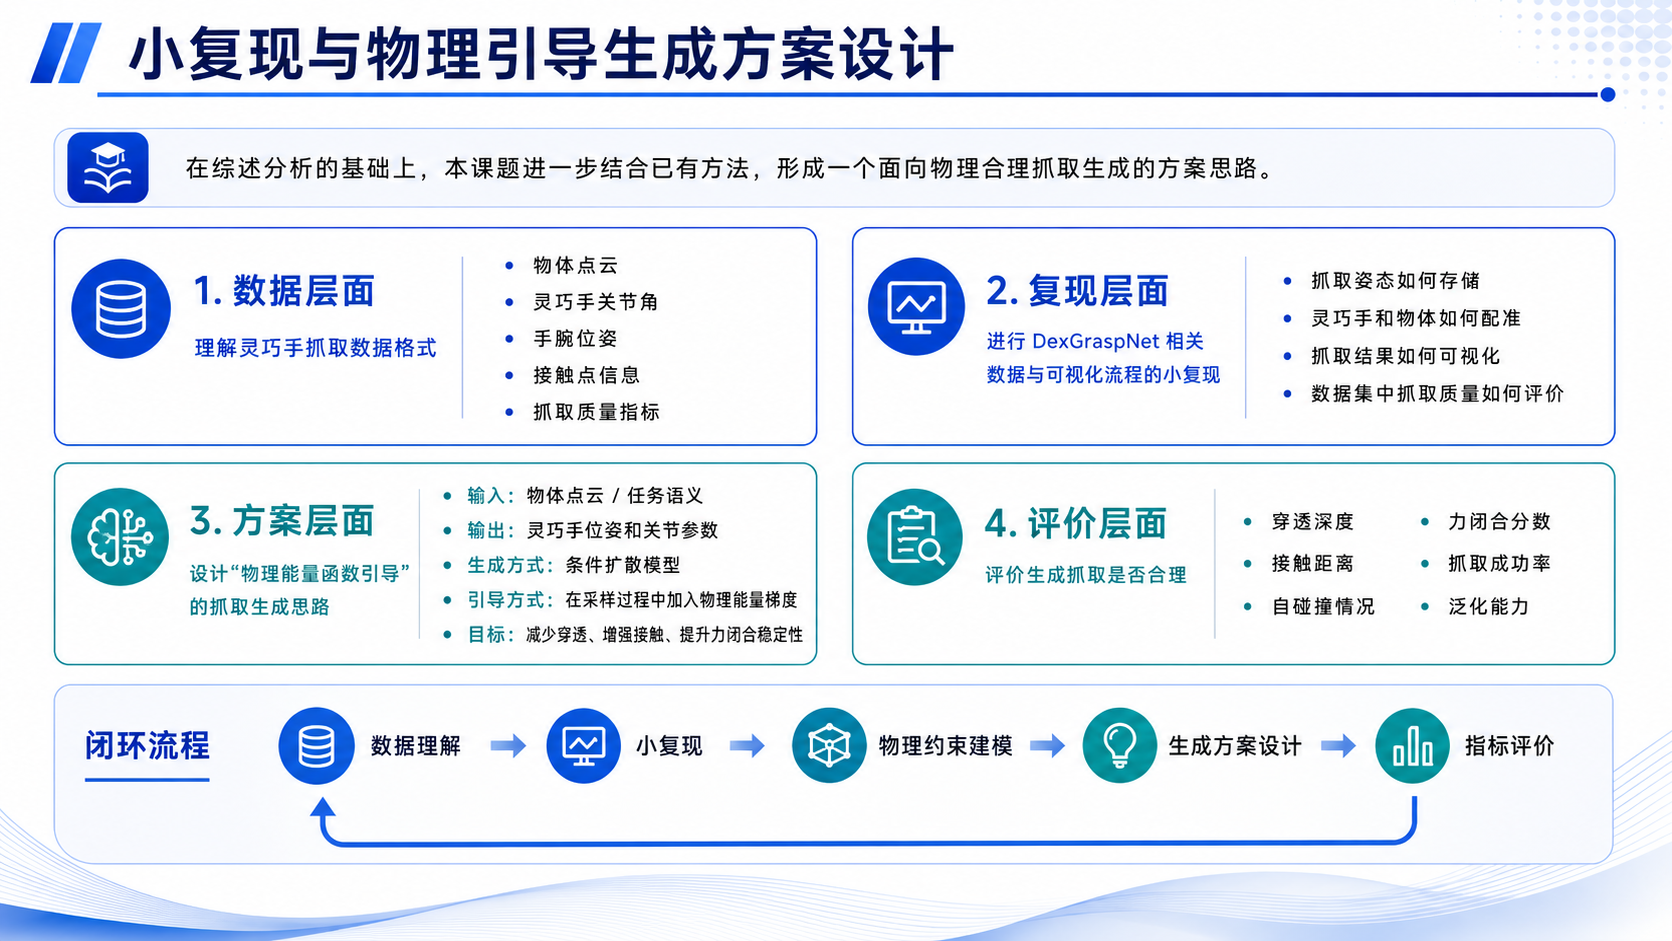 小复现与物理引导生成方案设计
在综述分析的基础上，本课题进一步结合已有方法，形成一个面向物理合理抓取生成的方案思路。
1. 数据层面
理解灵巧手抓取数据格式
• 物体点云
• 灵巧手关节角
• 手腕位姿
• 接触点信息
• 抓取质量指标
2. 复现层面
进行 DexGraspNet 相关
数据与可视化流程的小复现
• 抓取姿态如何存储
• 灵巧手和物体如何配准
• 抓取结果如何可视化
• 数据集中抓取质量如何评价
3. 方案层面
设计“物理能量函数引导”
的抓取生成思路
• 输入：物体点云 / 任务语义
• 输出：灵巧手位姿和关节参数
• 生成方式：条件扩散模型
• 引导方式：在采样过程中加入物理能量梯度
• 目标：减少穿透、增强接触、提升力闭合稳定性
4. 评价层面
评价生成抓取是否合理
• 穿透深度
• 接触距离
• 自碰撞情况
• 力闭合分数
• 抓取成功率
• 泛化能力
闭环流程
数据理解
小复现
物理约束建模
生成方案设计
指标评价